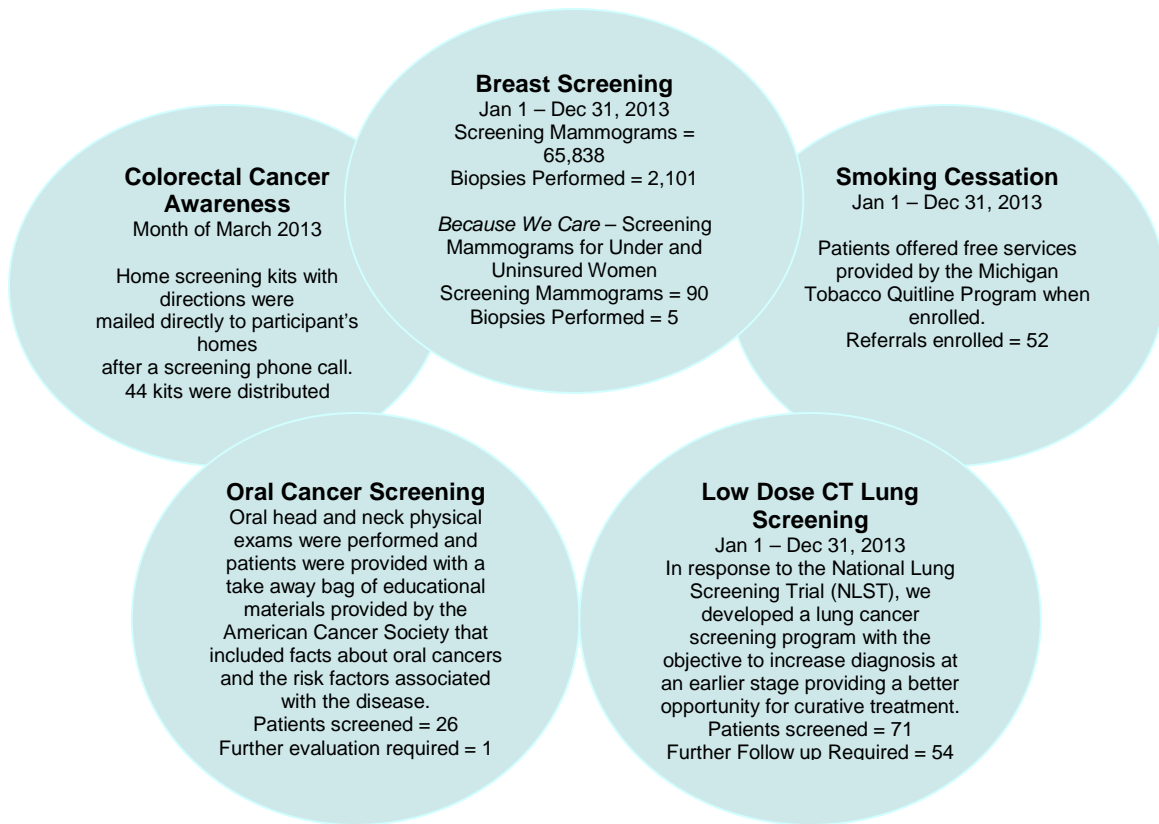 Breast Screening
Jan 1 – Dec 31, 2013
Screening Mammograms =
65,838
Biopsies Performed = 2,101
Because We Care – Screening
Mammograms for Under and
Uninsured Women
Screening Mammograms = 90
Biopsies Performed = 5
Colorectal Cancer
Awareness
Month of March 2013
Home screening kits with
directions were
mailed directly to participant's
homes
after a screening phone call.
44 kits were distributed
Smoking Cessation
Jan 1 – Dec 31, 2013
Patients offered free services
provided by the Michigan
Tobacco Quitline Program when
enrolled.
Referrals enrolled = 52
Oral Cancer Screening
Oral head and neck physical
exams were performed and
patients were provided with a
take away bag of educational
materials provided by the
American Cancer Society that
included facts about oral cancers
and the risk factors associated
with the disease.
Patients screened = 26
Further evaluation required = 1
Low Dose CT Lung
Screening
Jan 1 – Dec 31, 2013
In response to the National Lung
Screening Trial (NLST), we
developed a lung cancer
screening program with the
objective to increase diagnosis at
an earlier stage providing a better
opportunity for curative treatment.
Patients screened = 71
Further Follow up Required = 54